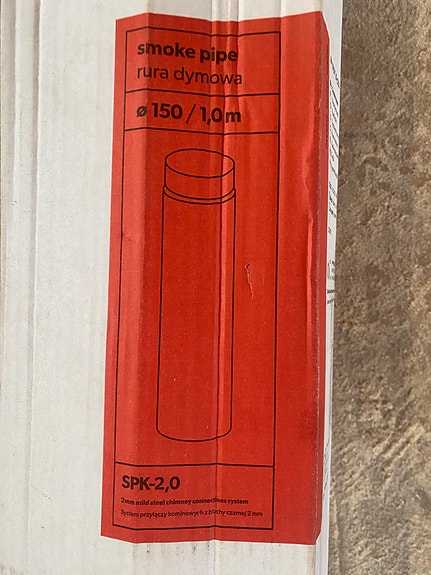 smoke pipe
rura dymowa
ø 150 / 1,0m
SPK-2,0
2mm mild steel chimney connections system
System przyłączy kominowych z blachy czarnej 2 mm